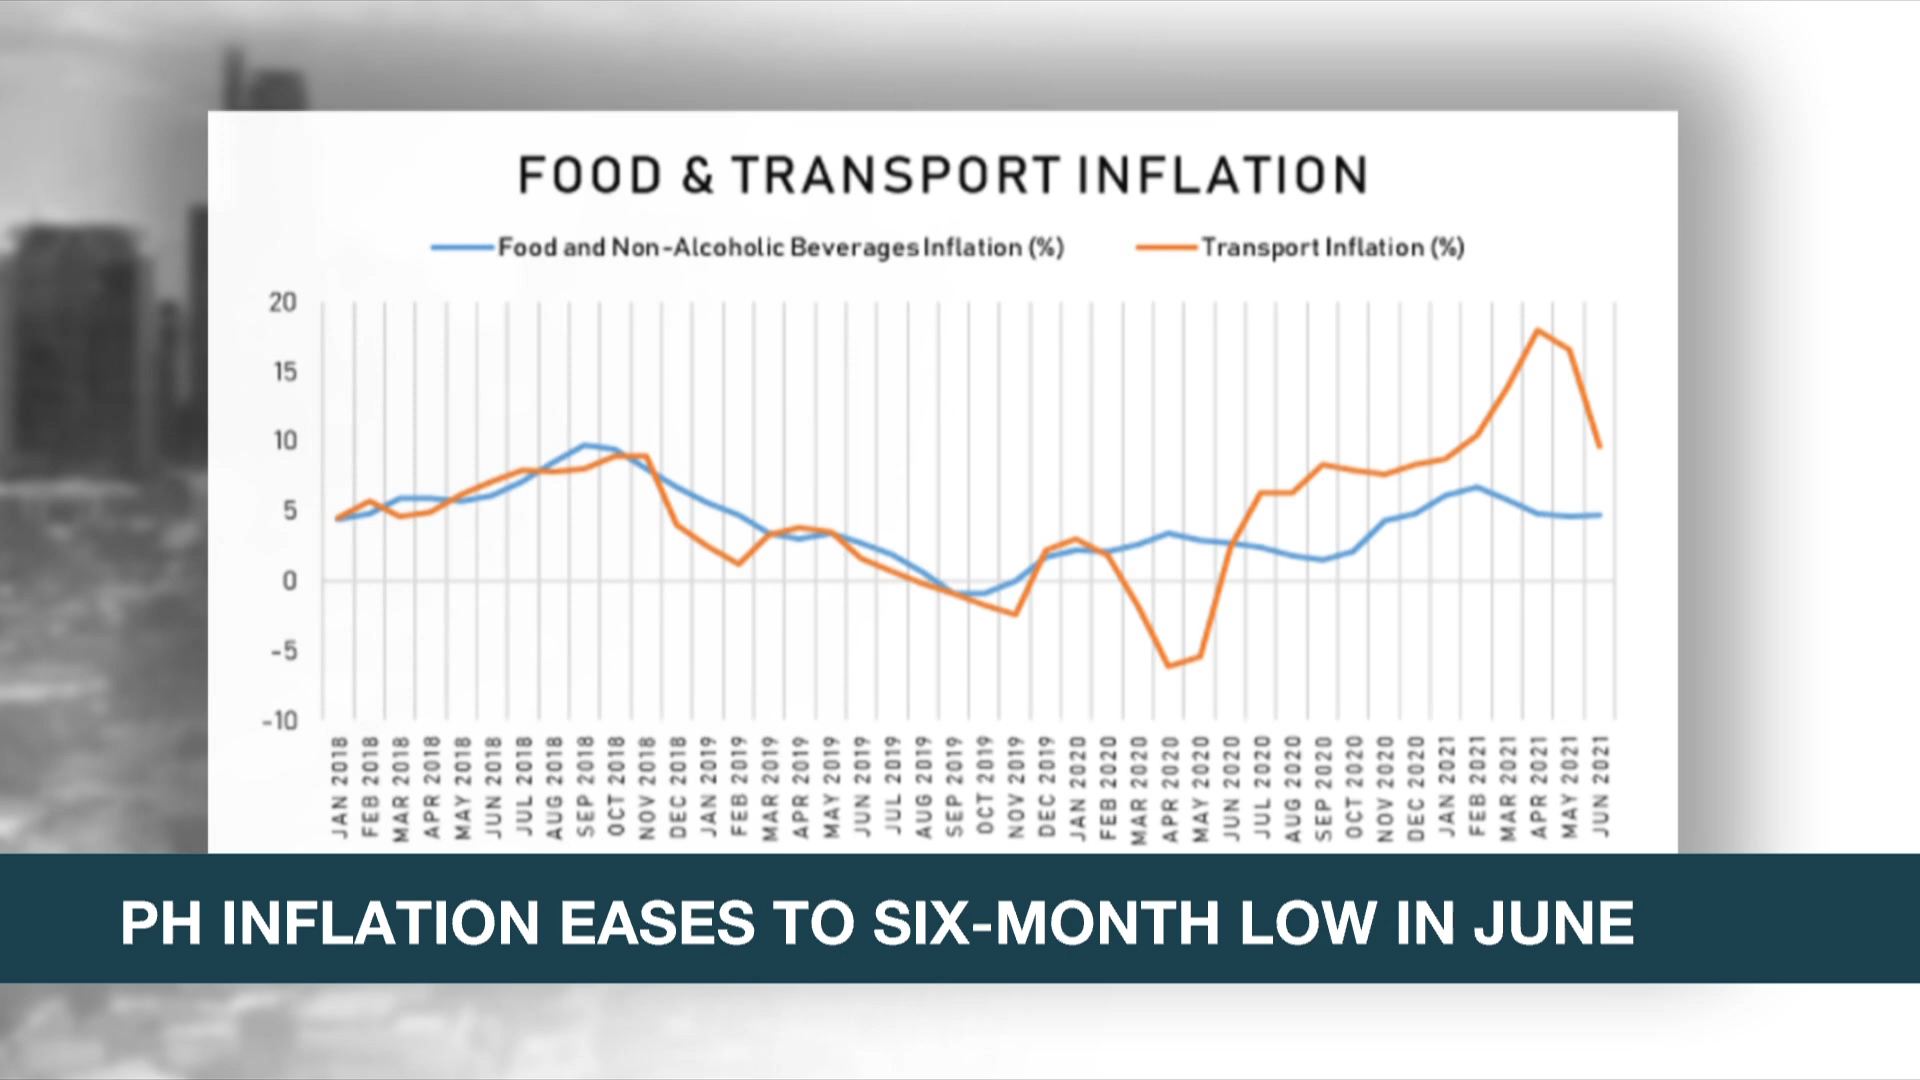 FOOD & TRANSPORT INFLATION
Food and Non-Alcoholic Beverages Inflation (%)
Transport Inflation (%)
20
15
10
5
0
-5
-10
JAN 2018
FEB 2018
MAR 2018
APR 2018
MAY 2018
JUN 2018
JUL 2018
AUG 2018
SEP 2018
OCT 2018
NOV 2018
DEC 2018
JAN 2019
FEB 2019
MAR 2019
APR 2019
MAY 2019
JUN 2019
JUL 2019
AUG 2019
SEP 2019
OCT 2019
NOV 2019
DEC 2019
JAN 2020
FEB 2020
MAR 2020
APR 2020
MAY 2020
JUN 2020
JUL 2020
AUG 2020
SEP 2020
OCT 2020
NOV 2020
DEC 2020
JAN 2021
FEB 2021
MAR 2021
APR 2021
MAY 2021
JUN 2021
PH INFLATION EASES TO SIX-MONTH LOW IN JUNE